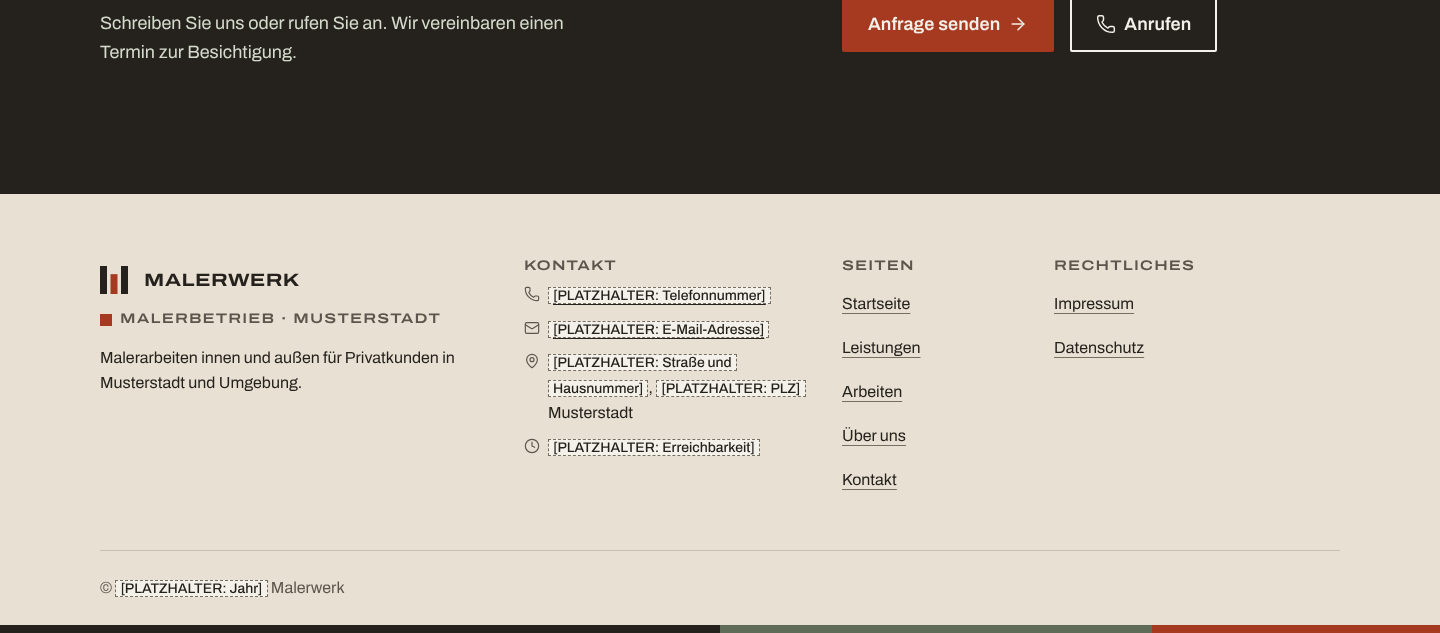 Schreiben Sie uns oder rufen Sie an. Wir vereinbaren einen
Termin zur Besichtigung.
Anfrage senden
Anrufen
MALERWERK
MALERBETRIEB · MUSTERSTADT
Malerarbeiten innen und außen für Privatkunden in
Musterstadt und Umgebung.
KONTAKT
[PLATZHALTER: Telefonnummer]
[PLATZHALTER: E-Mail-Adresse]
[PLATZHALTER: Straße und
Hausnummer], [PLATZHALTER: PLZ]
Musterstadt
[PLATZHALTER: Erreichbarkeit]
SEITEN
Startseite
Leistungen
Arbeiten
Über uns
Kontakt
RECHTLICHES
Impressum
Datenschutz
© [PLATZHALTER: Jahr] Malerwerk